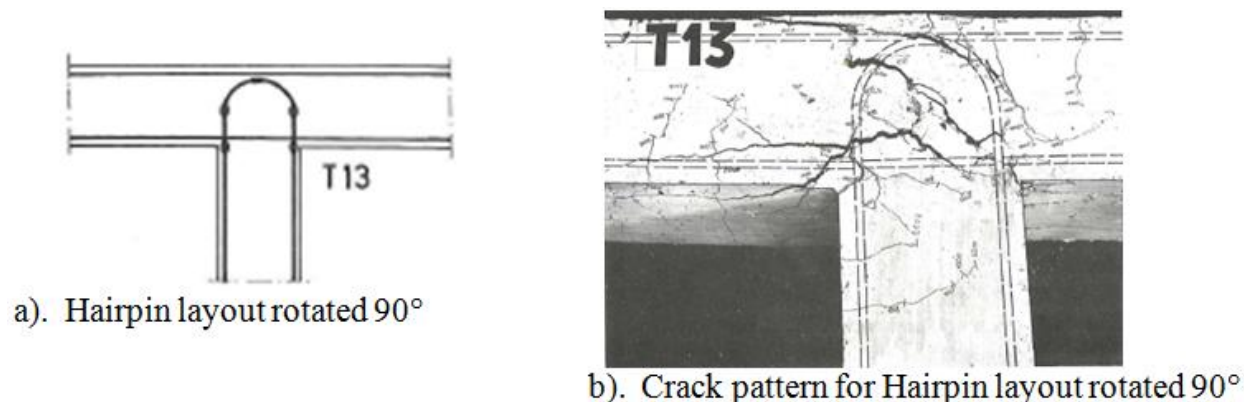 T13
a). Hairpin layout rotated 90°
T13
b). Crack pattern for Hairpin layout rotated 90°